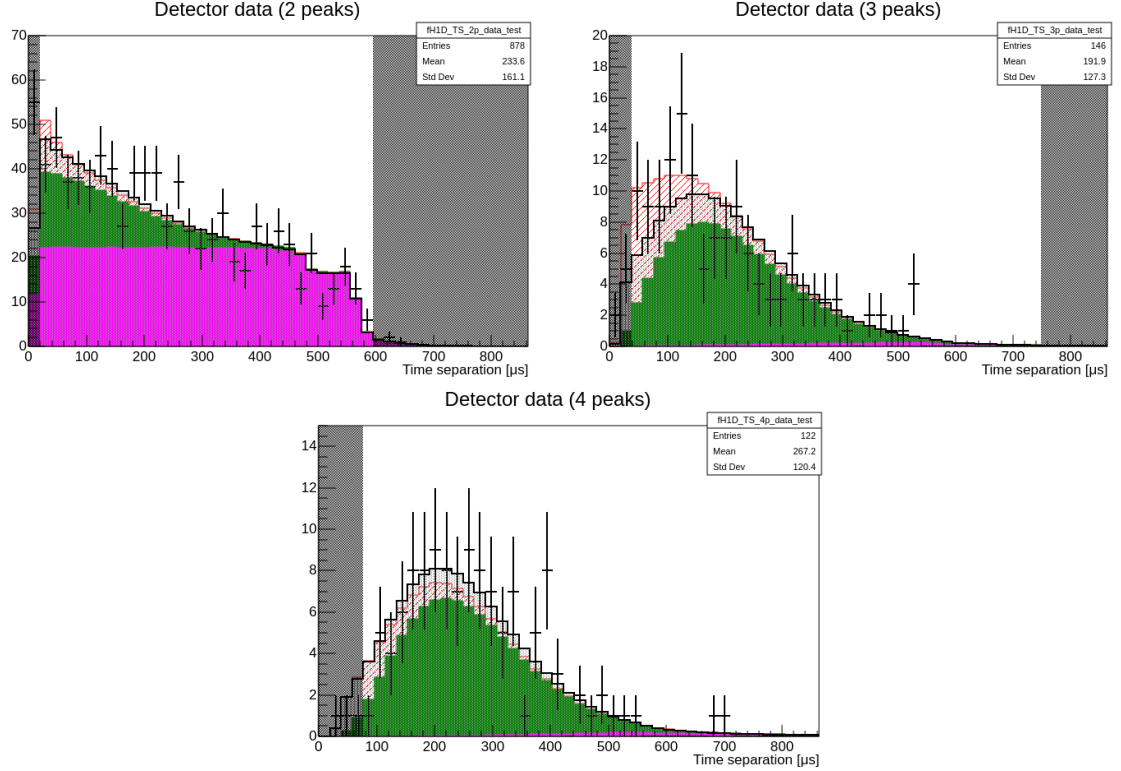 Detector data (2 peaks)
fH1D_TS_2p_data_test
Entries 878
Mean 233.6
Std Dev 161.1
70
60
50
40
30
20
10
0
0 100 200 300 400 500 600 700 800
Time separation [μs]
Detector data (3 peaks)
fH1D_TS_3p_data_test
Entries 146
Mean 191.9
Std Dev 127.3
20
18
16
14
12
10
8
6
4
2
0
0 100 200 300 400 500 600 700 800
Time separation [μs]
Detector data (4 peaks)
fH1D_TS_4p_data_test
Entries 122
Mean 267.2
Std Dev 120.4
14
12
10
8
6
4
2
0
0 100 200 300 400 500 600 700 800
Time separation [μs]